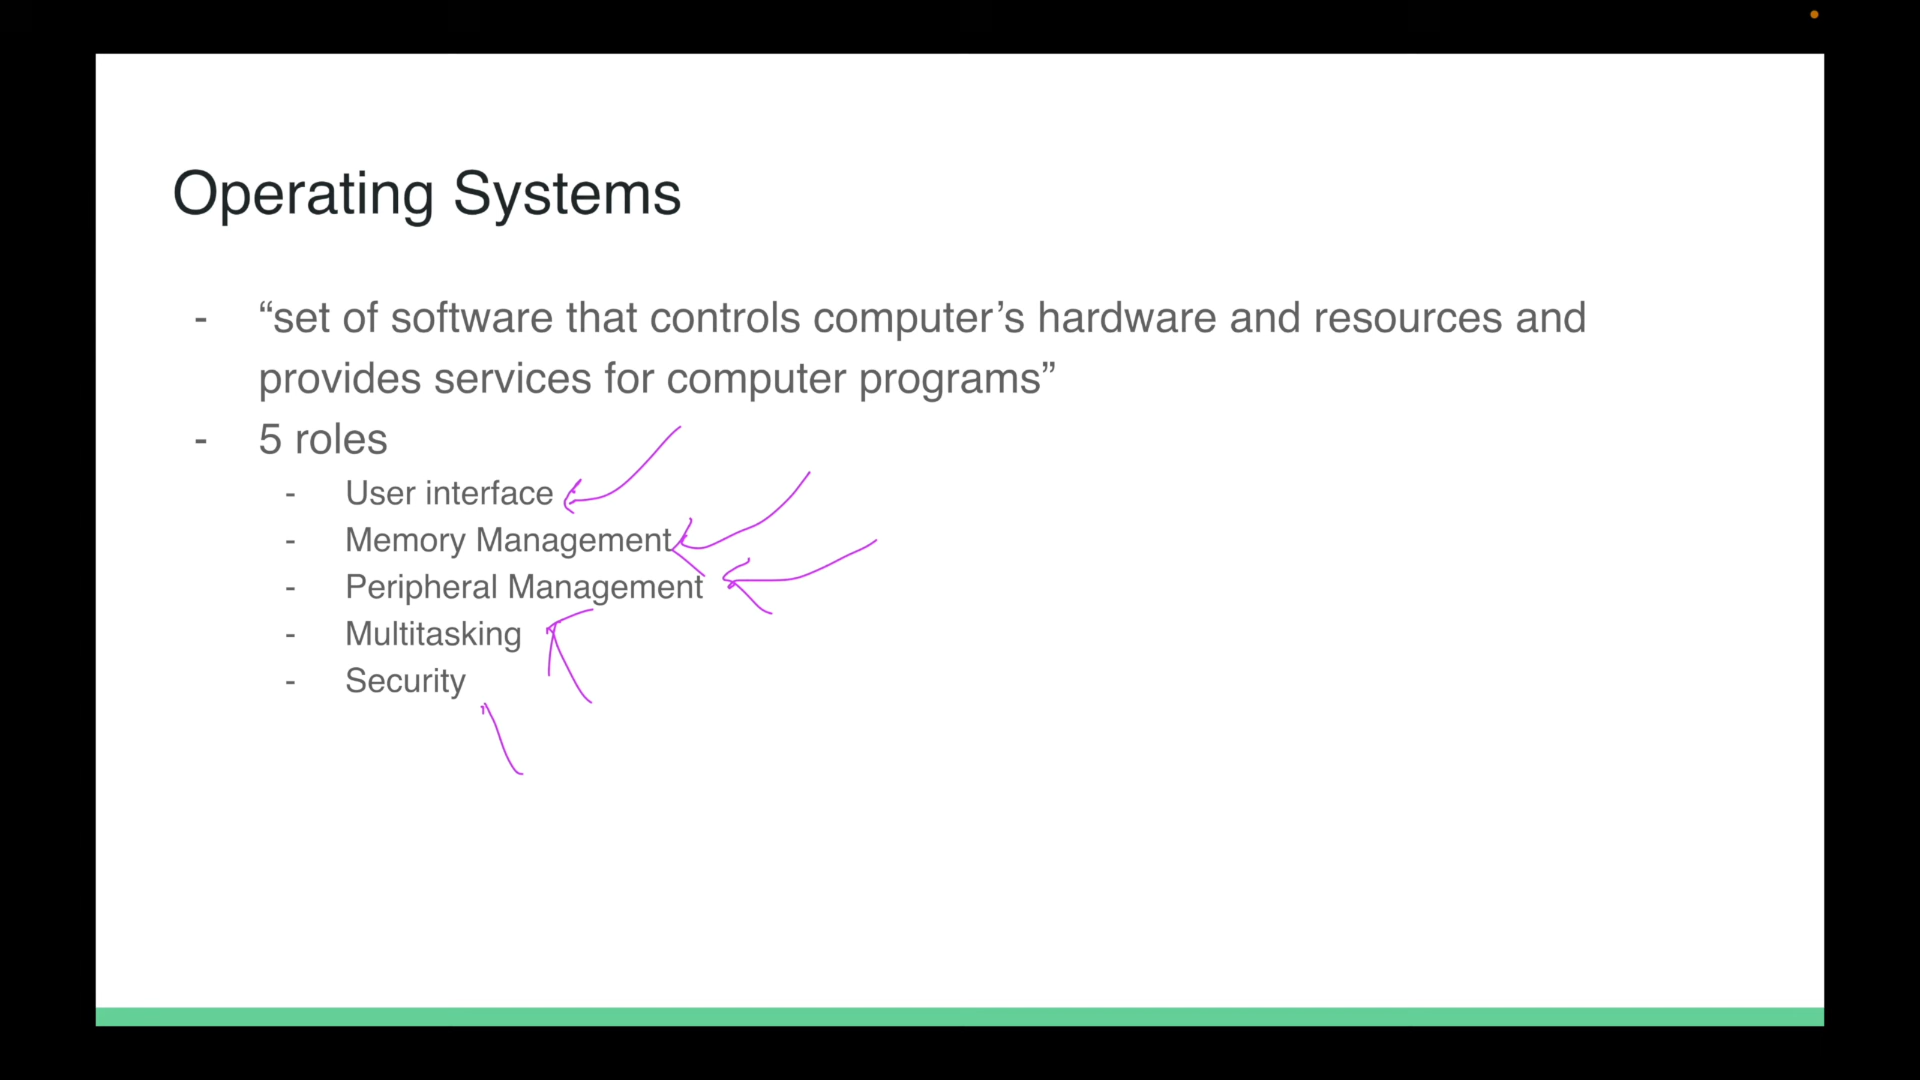 Operating Systems
- “set of software that controls computer’s hardware and resources and
provides services for computer programs”
- 5 roles
- User interface
- Memory Management
- Peripheral Management
- Multitasking
- Security